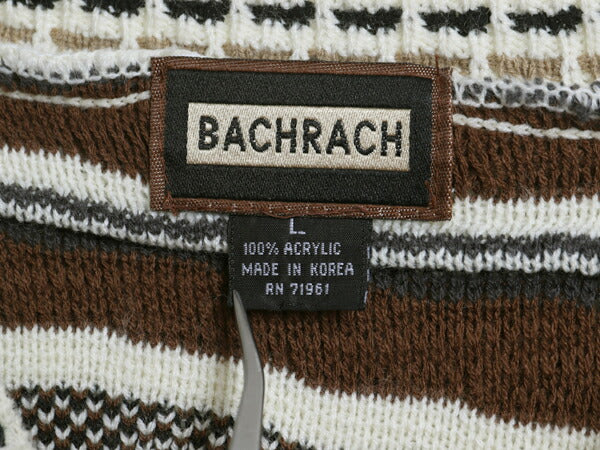 BACHRACH
L
100% ACRYLIC
MADE IN KOREA
RN 71961